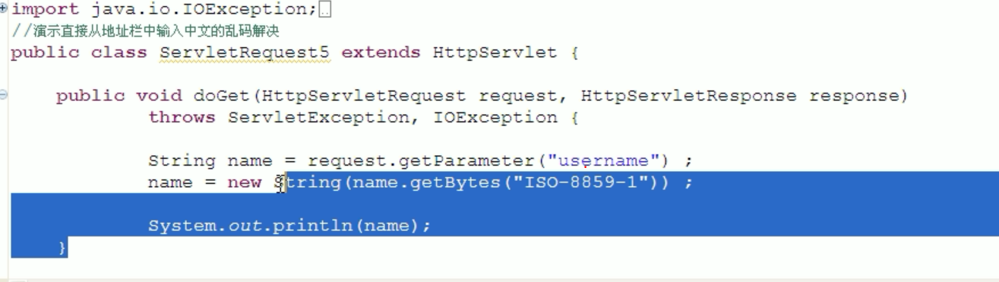 import java.io.IOException;
//演示直接从地址栏中输入中文的乱码解决
public class ServletRequest5 extends HttpServlet {
public void doGet(HttpServletRequest request, HttpServletResponse response)
throws ServletException, IOException {
String name = request.getParameter("username") ;
name = new String(name.getBytes("ISO-8859-1")) ;
System.out.println(name);
}